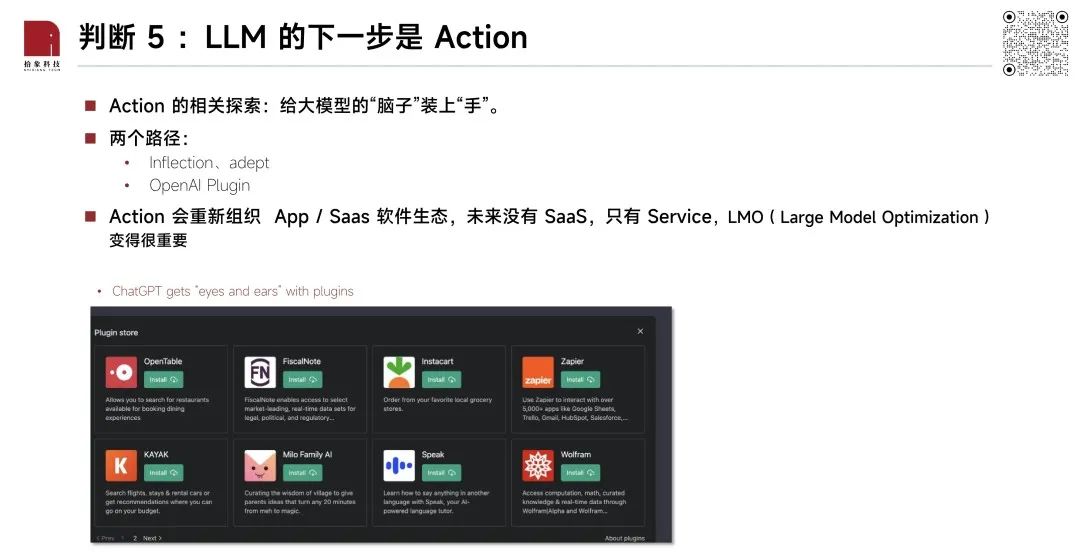 拾象科技
判断 5 ：LLM 的下一步是 Action
Action 的相关探索：给大模型的“脑子”装上“手”。
两个路径：
Inflection、adept
OpenAI Plugin
Action 会重新组织 App / Saas 软件生态，未来没有 SaaS，只有 Service，LMO（Large Model Optimization）
变得很重要
ChatGPT gets "eyes and ears" with plugins
Plugin store
OpenTable
Install
Allows you to search for restaurants
available for booking dining
experiences
FN
FiscalNote
Install
FiscalNote enables access to select
market-leading, real-time data sets for
legal, political, and regulatory...
Instacart
Install
Order from your favorite local grocery
stores.
zapier
Zapier
Install
Use Zapier to interact with over
5,000+ apps like Google Sheets,
Trello, Gmail, HubSpot, Salesforce,...
K
KAYAK
Install
Search flights, stays & rental cars or
get recommendations where you can
go on your budget.
Milo Family AI
Install
Curating the wisdom of village to give
parents ideas that turn any 20 minutes
from meh to magic.
Speak
Install
Learn how to say anything in another
language with Speak, your AI-
powered language tutor.
Wolfram
Install
Access computation, math, curated
knowledge & real-time data through
Wolfram|Alpha and Wolfram...
Prev 1 2 Next
About plugins